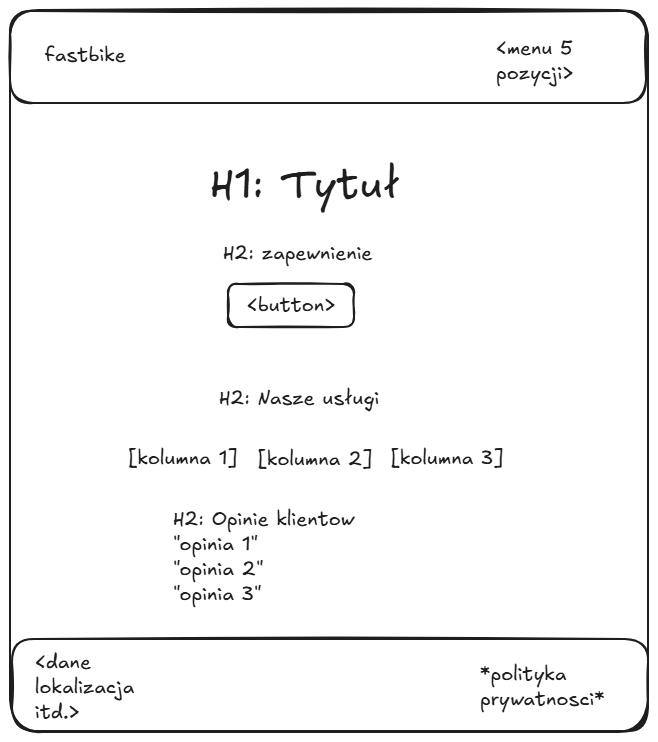 fastbike
<menu 5
pozycji>
H1: Tytuł
H2: zapewnienie
<button>
H2: Nasze usługi
[kolumna 1] [kolumna 2] [kolumna 3]
H2: Opinie klientow
"opinia 1"
"opinia 2"
"opinia 3"
<dane
lokalizacja
itd.>
*polityka
prywatnosci*